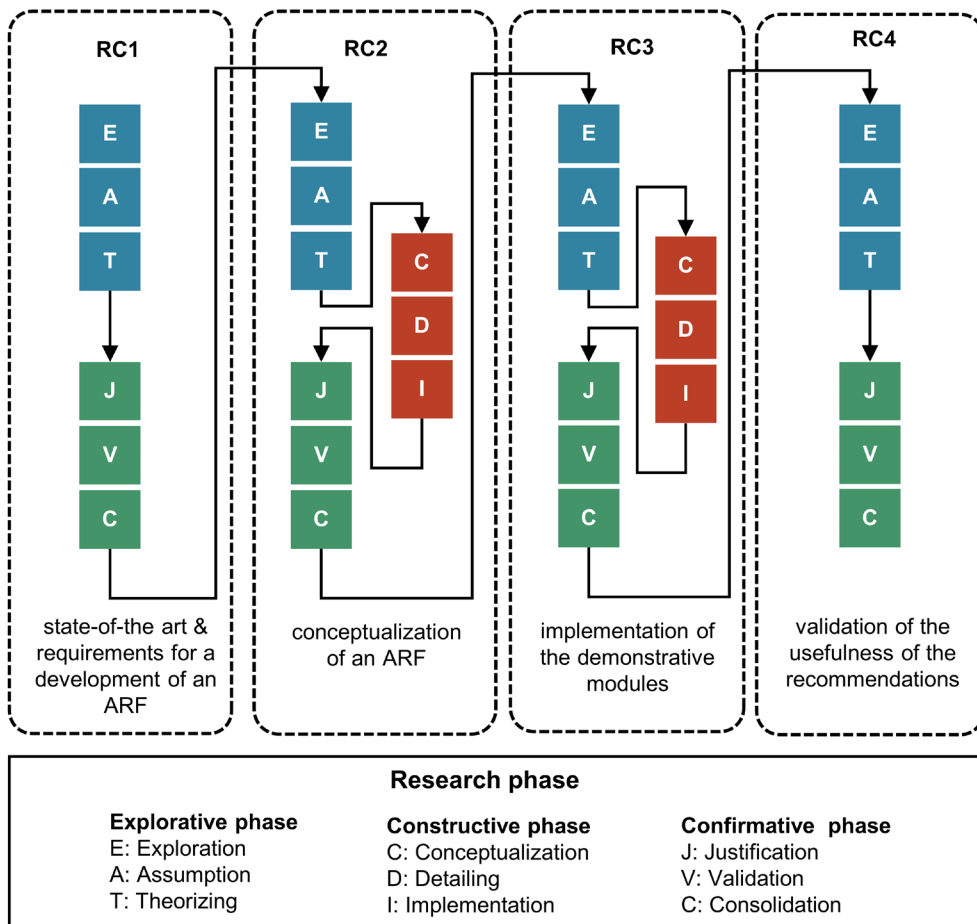 RC1
E
A
T
J
V
C
state-of-the art &
requirements for a
development of an
ARF
RC2
E
A
T
C
D
I
J
V
C
conceptualization
of an ARF
RC3
E
A
T
C
D
I
J
V
C
implementation of
the demonstrative
modules
RC4
E
A
T
J
V
C
validation of the
usefulness of the
recommendations
Research phase
Explorative phase
E: Exploration
A: Assumption
T: Theorizing
Constructive phase
C: Conceptualization
D: Detailing
I: Implementation
Confirmative phase
J: Justification
V: Validation
C: Consolidation